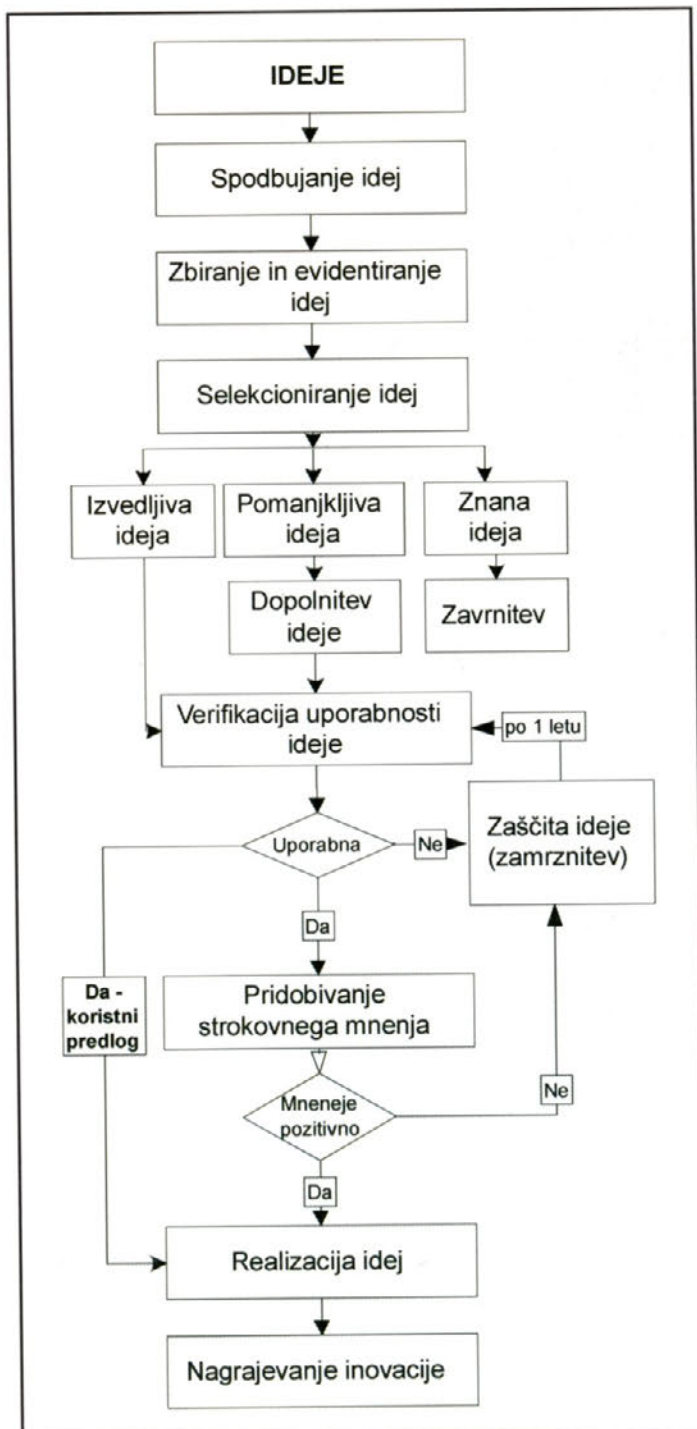 IDEJE
Spodbujanje idej
Zbiranje in evidentiranje
idej
Selekcioniranje idej
Izvedljiva
ideja
Pomanjkljiva
ideja
Znana
ideja
Dopolnitev
ideje
Zavrnitev
Verifikacija uporabnosti
ideje
po 1 letu
Zaščita ideje
(zamrznitev)
Uporabna
Ne
Da
Da -
koristni
predlog
Pridobivanje
strokovnega mnenja
Mneneje
pozitivno
Ne
Da
Realizacija idej
Nagrajevanje inovacije